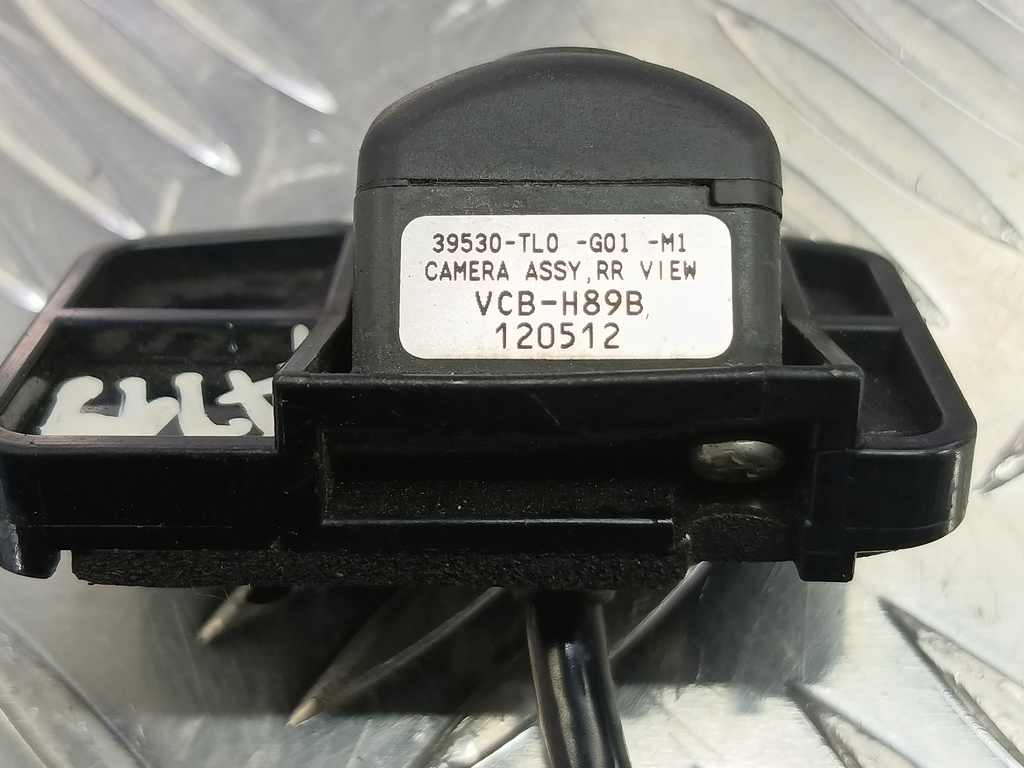 39530-TL0 -G01 -M1
CAMERA ASSY,RR VIEW
VCB-H89B
120512